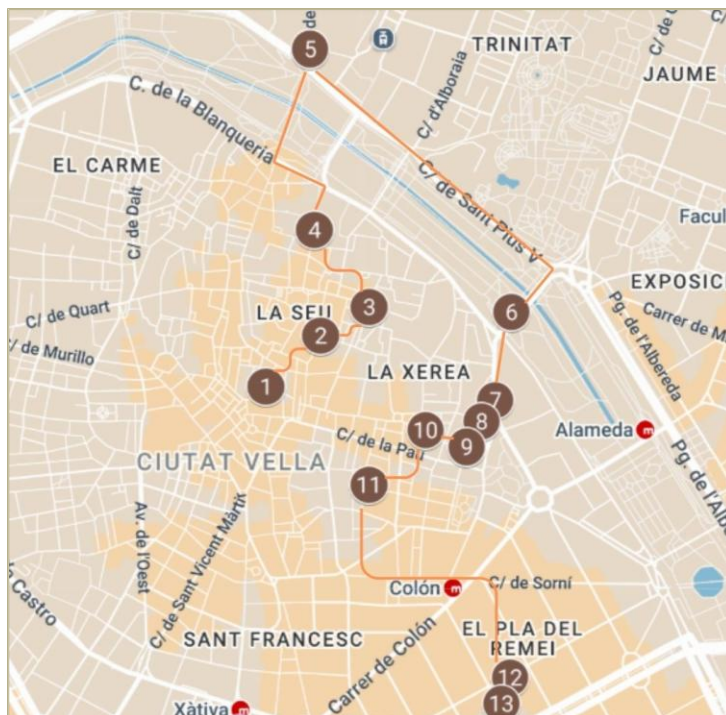 5
de
TRINITAT
C/ d'Alboraia
JAUME
C. de la Blanqueria
EL CARME
C/ de Dalt
C/ de Sant Pius V
Facul
4
EXPOSIC
C/ de Quart
LA SEU
3
6
Pg. de l'Albereda
Carrer de M
C/ de Murillo
2
1
LA XEREA
7
8
10
9
Alameda
m
C/ de la Pau
CIUTAT VELLA
11
Pg. de l'Alb
Av. de l'Oest
C/ de Sant Vicent Màrtir
Castro
Colón
m
C/ de Sorní
SANT FRANCESC
Carrer de Colón
EL PLA DEL
REMEI
12
13
Xàtiva
m